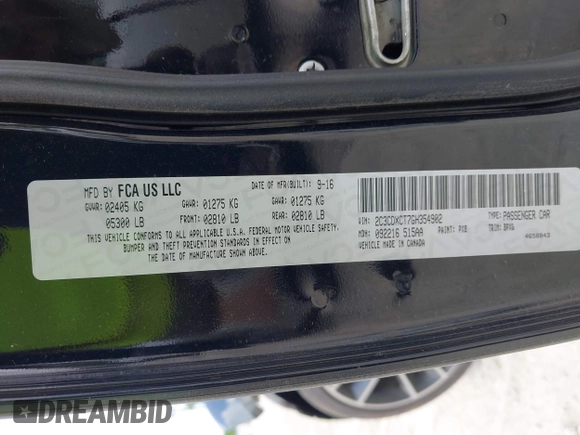 MFD BY FCA US LLC
DATE OF MFR(BUILT): 9-16
GVWR: 02405 KG GAWR: 01275 KG GAWR: 01275 KG
05300 LB FRONT: 02810 LB REAR: 02810 LB
THIS VEHICLE CONFORMS TO ALL APPLICABLE U.S.A. FEDERAL MOTOR VEHICLE SAFETY,
BUMPER AND THEFT PREVENTION STANDARDS IN EFFECT ON THE
DATE OF MANUFACTURE SHOWN ABOVE.
VIN: 2C3CDXCT7GH354902 TYPE: PASSENGER CAR
MDH: 092216 515AA PAINT: PXB TRIM:
VEHICLE MADE IN CANADA 4658843
DREAMBID